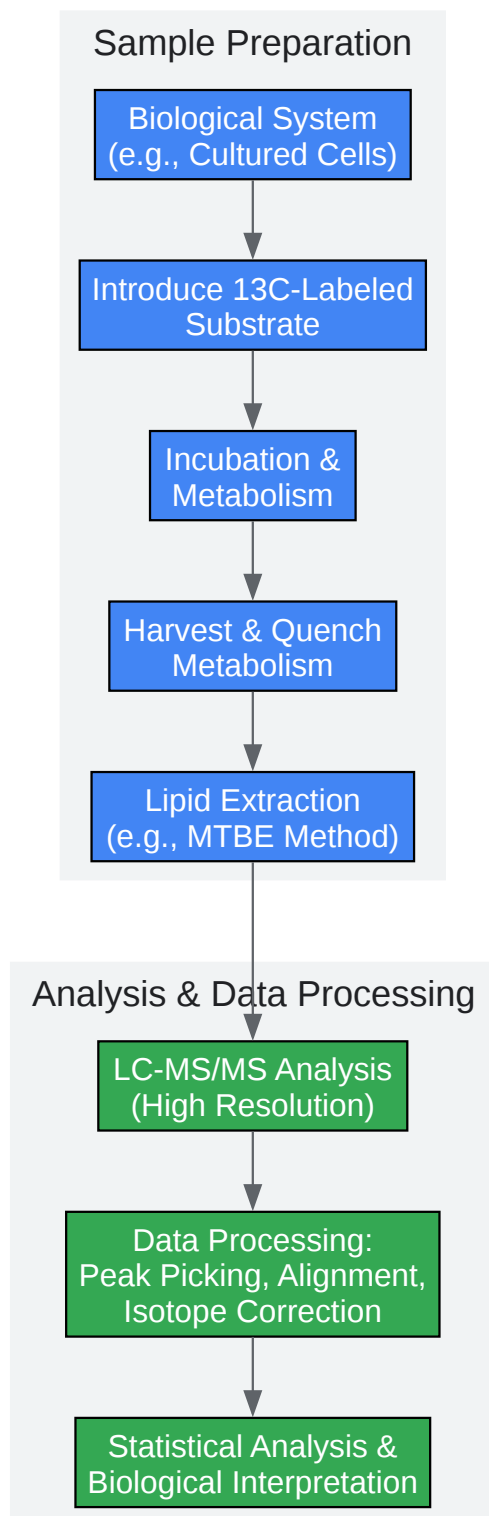 Sample Preparation
Biological System
(e.g., Cultured Cells)
Introduce 13C-Labeled
Substrate
Incubation &
Metabolism
Harvest & Quench
Metabolism
Lipid Extraction
(e.g., MTBE Method)
Analysis & Data Processing
LC-MS/MS Analysis
(High Resolution)
Data Processing:
Peak Picking, Alignment,
Isotope Correction
Statistical Analysis &
Biological Interpretation